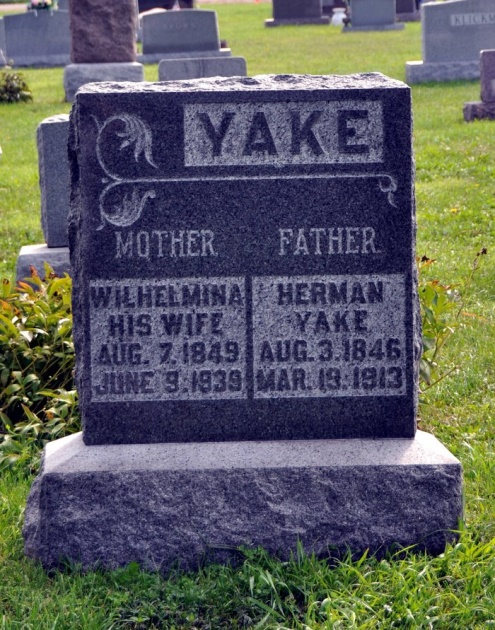 YAKE
MOTHER
WILHELMINA
HIS WIFE
AUG. 7. 1849
JUNE 9. 1939
FATHER
HERMAN
YAKE
AUG. 3. 1846
MAR. 19. 1913